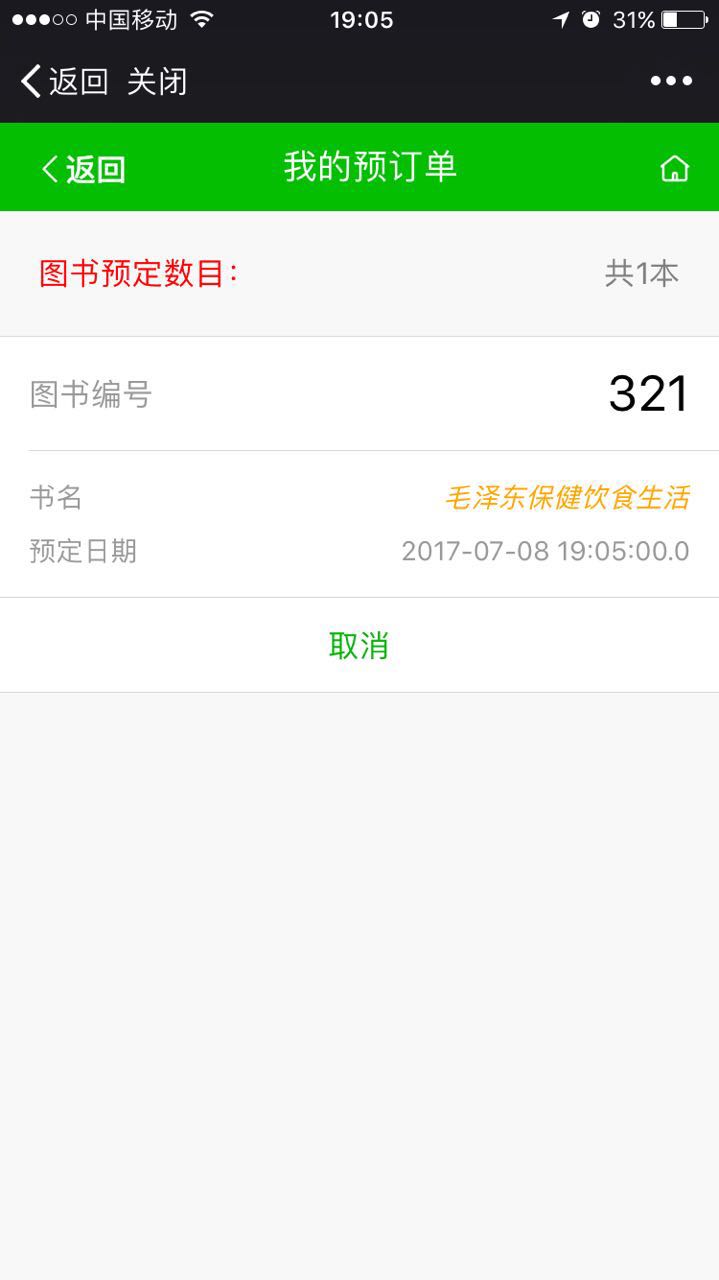 中国移动 19:05 31%
返回 关闭
返回 我的预订单
图书预定数目: 共1本
图书编号 321
书名 毛泽东保健饮食生活
预定日期 2017-07-08 19:05:00.0
取消